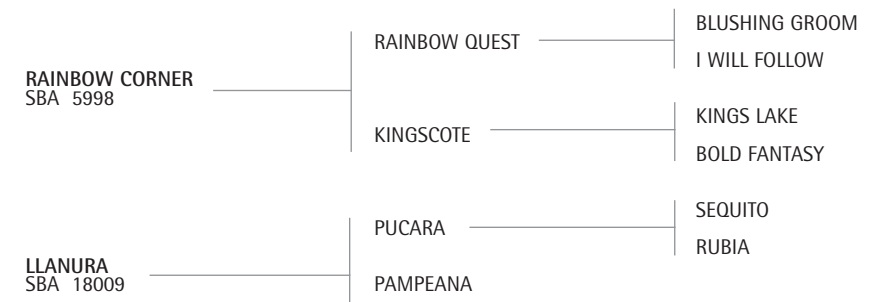 RAINBOW CORNER
SBA 5998
RAINBOW QUEST
BLUSHING GROOM
I WILL FOLLOW
KINGSCOTE
KINGS LAKE
BOLD FANTASY
LLANURA
SBA 18009
PUCARA
SEQUITO
RUBIA
PAMPEANA